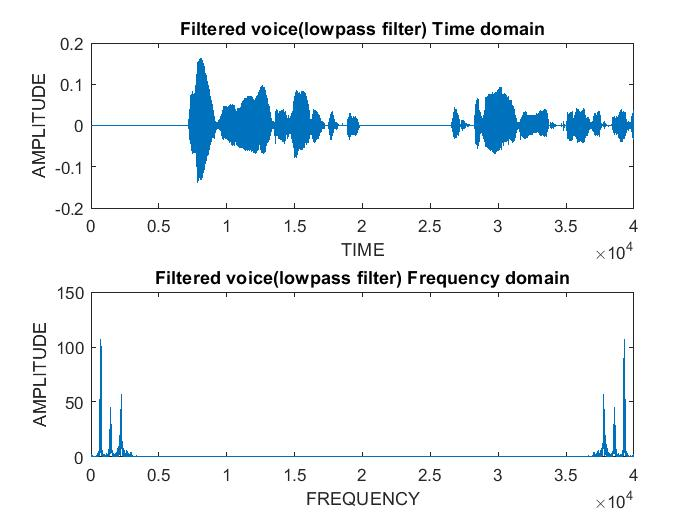 Filtered voice(lowpass filter) Time domain
0.2
0.1
0
-0.1
-0.2
AMPLITUDE
0 0.5 1 1.5 2 2.5 3 3.5 4
TIME
×10^4
Filtered voice(lowpass filter) Frequency domain
150
100
50
0
AMPLITUDE
0 0.5 1 1.5 2 2.5 3 3.5 4
FREQUENCY
×10^4